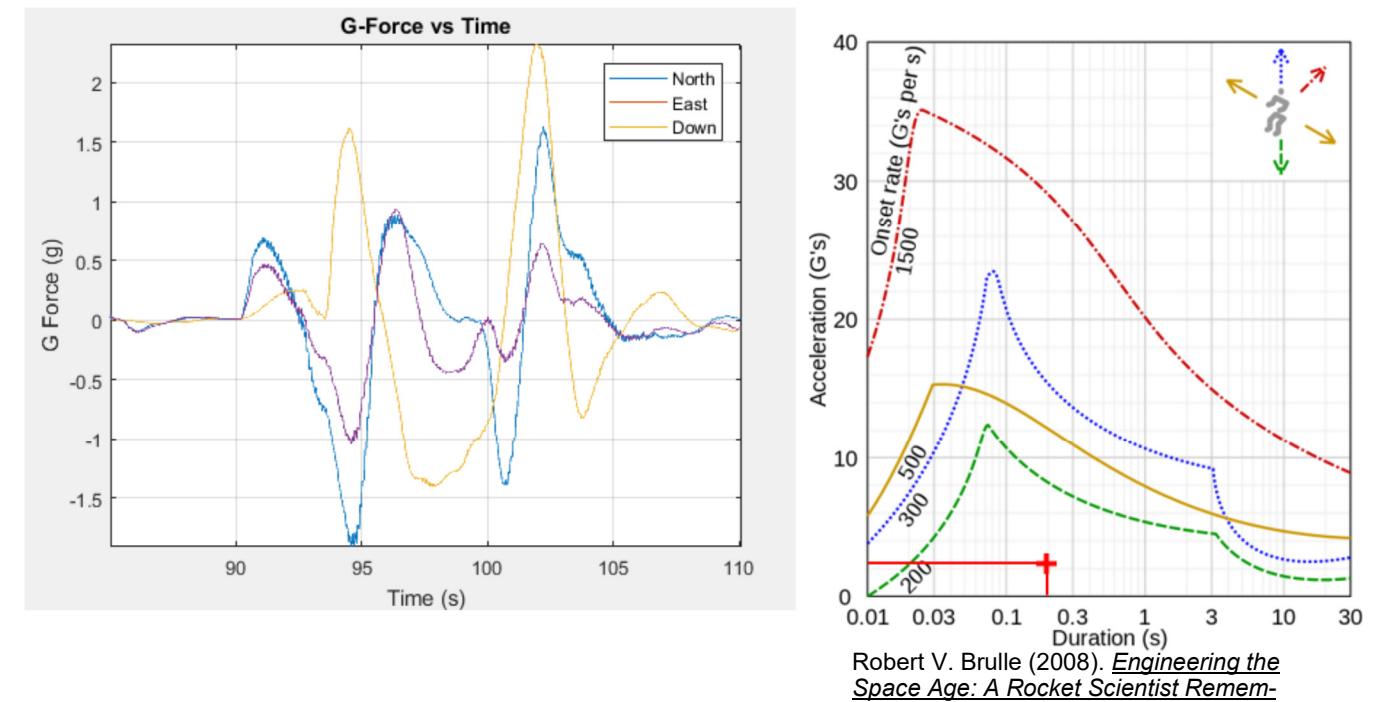 G-Force vs Time
North
East
Down
G Force (g)
2
1.5
1
0.5
0
-0.5
-1
-1.5
90
95
100
105
110
Time (s)
Acceleration (G's)
40
30
20
10
0
Onset rate (G's per s)
1500
500
300
200
0.01
0.03
0.1
0.3
1
3
10
30
Duration (s)
Robert V. Brulle (2008). Engineering the
Space Age: A Rocket Scientist Remem-